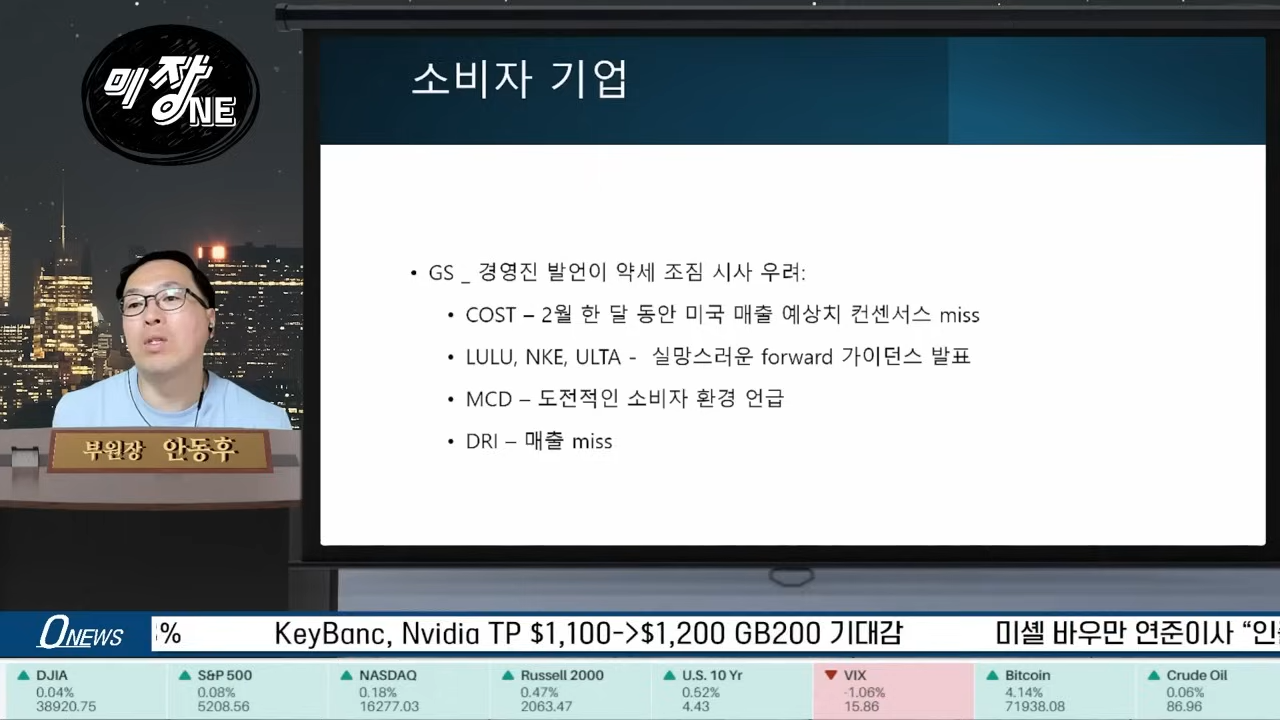 미장
ONE
소비자 기업
• GS _ 경영진 발언이 약세 조짐 시사 우려:
• COST – 2월 한 달 동안 미국 매출 예상치 컨센서스 miss
• LULU, NKE, ULTA - 실망스러운 forward 가이던스 발표
• MCD – 도전적인 소비자 환경 언급
• DRI – 매출 miss
부원장 안동후
ONEWS
% KeyBanc, Nvidia TP $1,100->$1,200 GB200 기대감 미셸 바우만 연준이사 “인
DJIA S&P 500 NASDAQ Russell 2000 U.S. 10 Yr VIX Bitcoin Crude Oil
0.04% 0.08% 0.18% 0.47% 0.52% -1.06% 4.14% 0.06%
38920.75 5208.56 16277.03 2063.47 4.43 15.86 71938.08 86.96